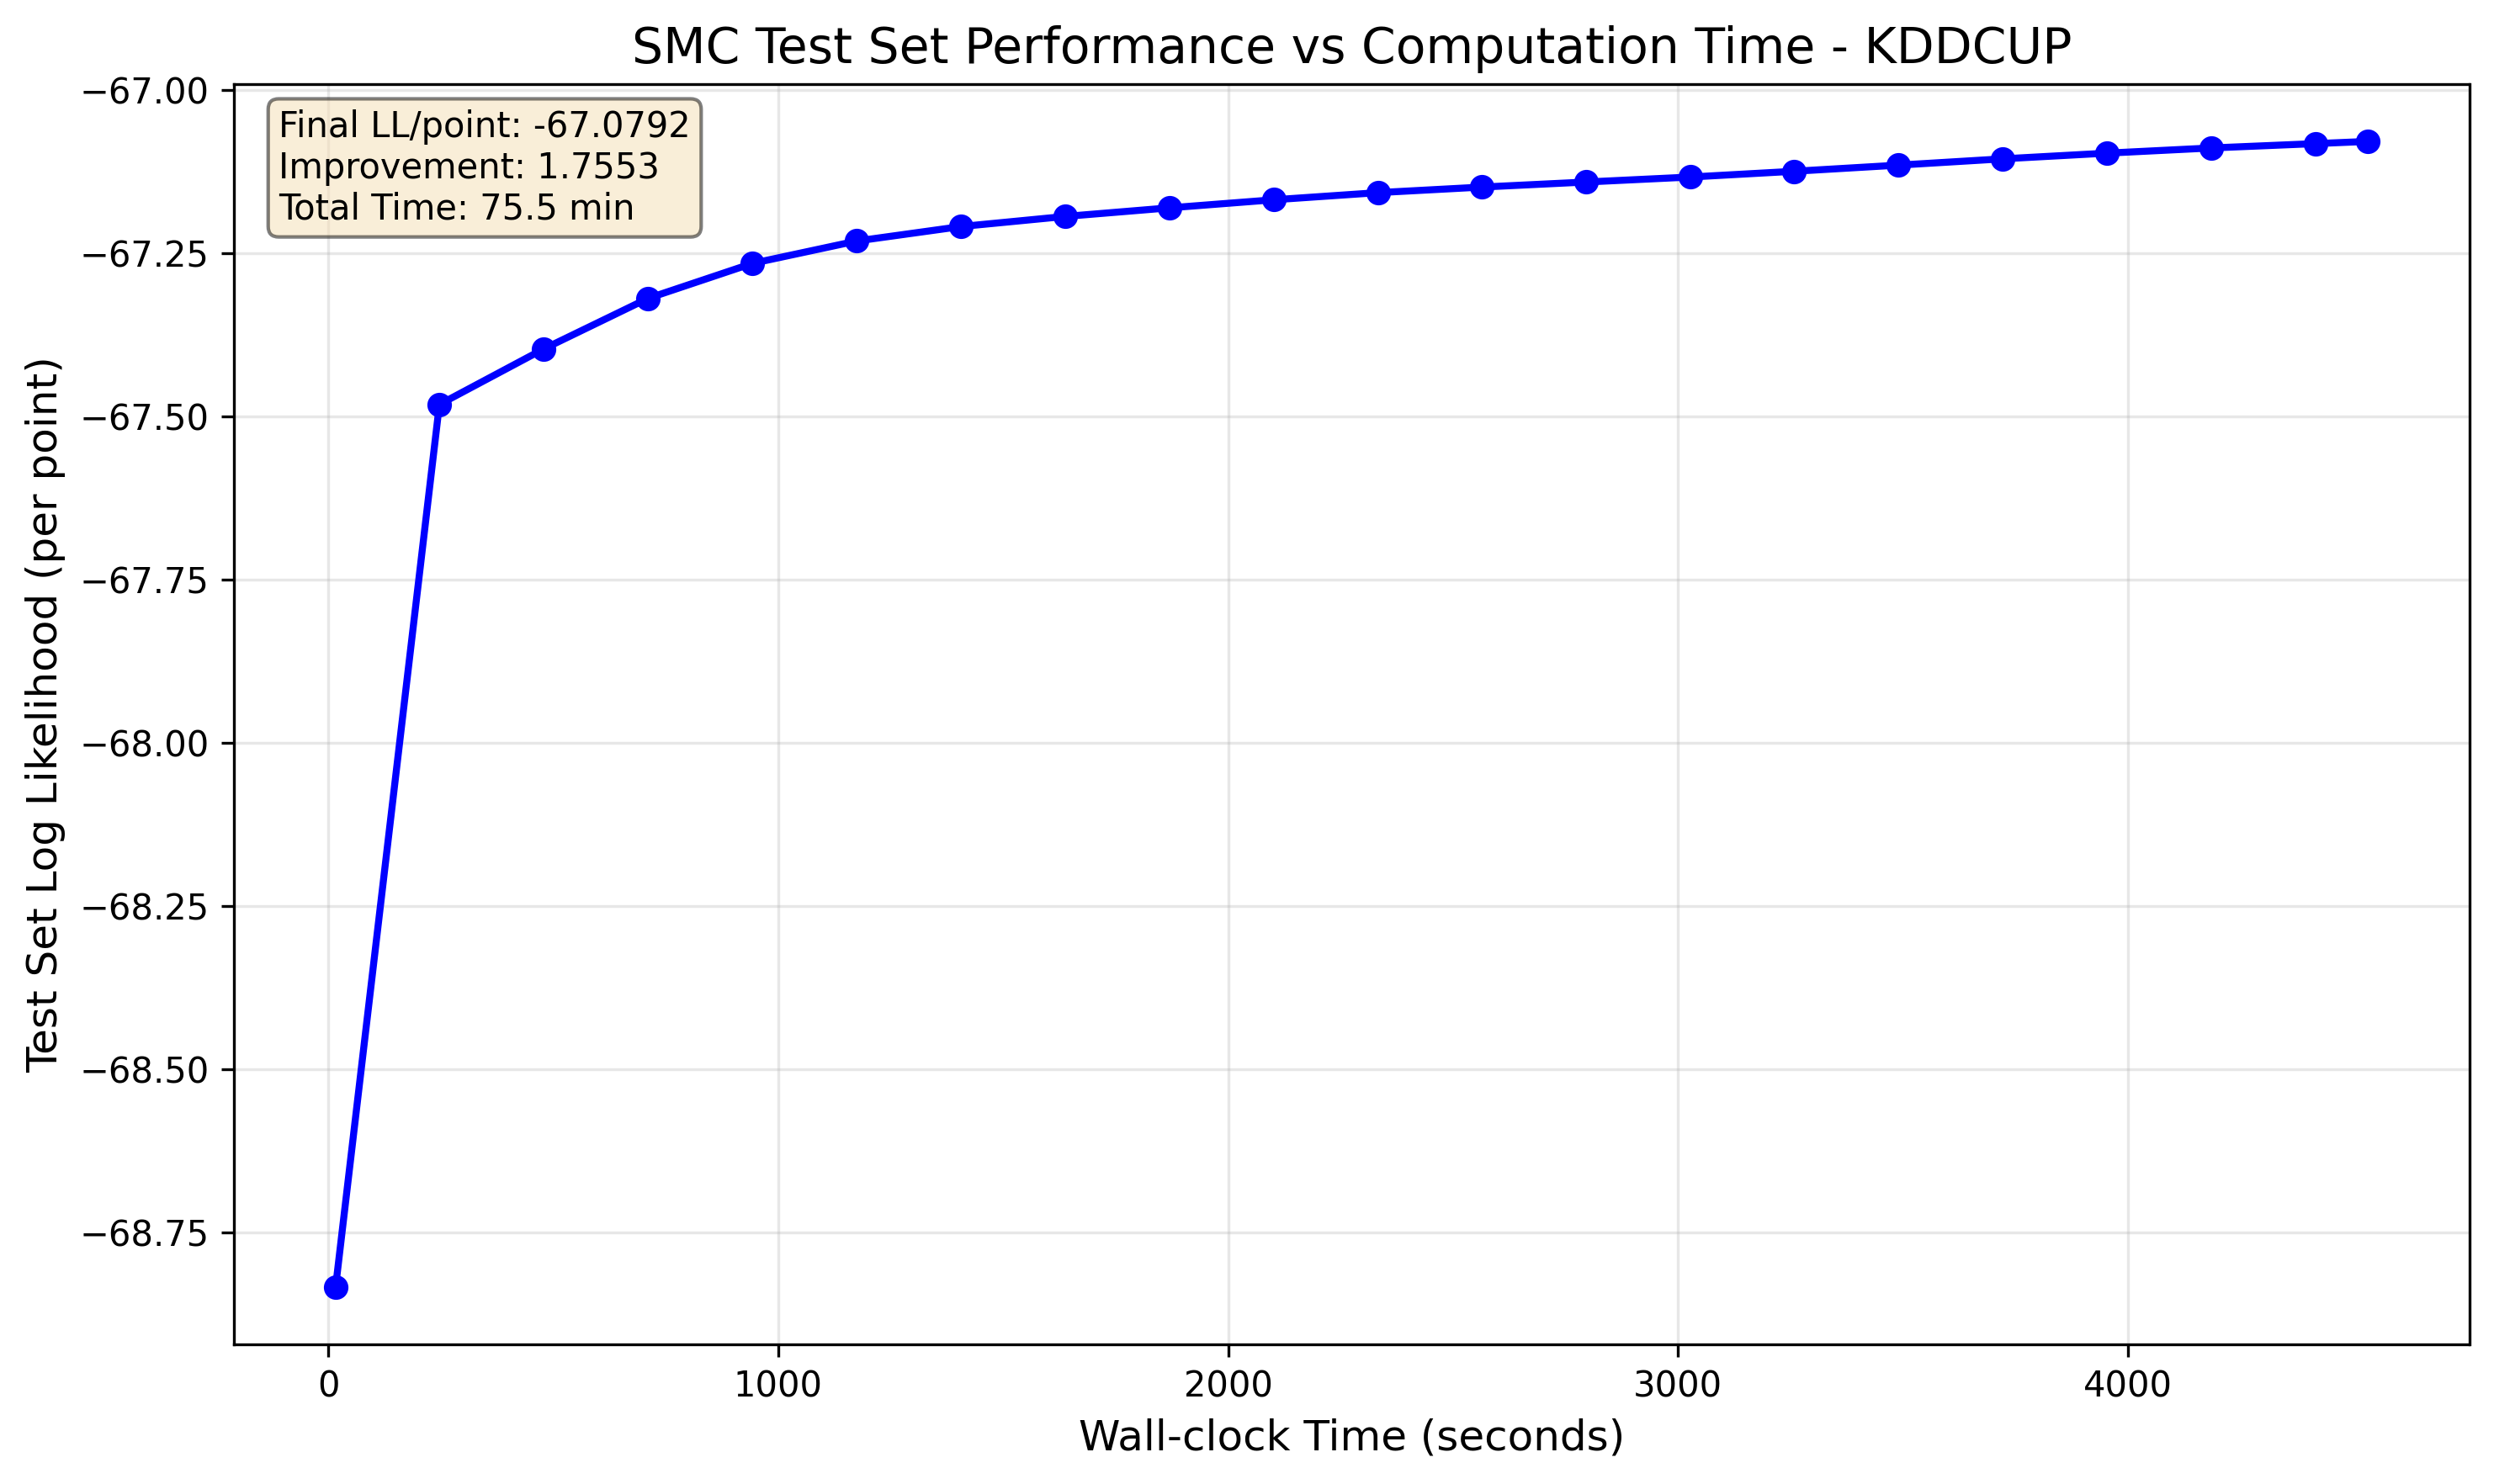 SMC Test Set Performance vs Computation Time - KDDCUP
Final LL/point: -67.0792
Improvement: 1.7553
Total Time: 75.5 min
Test Set Log Likelihood (per point)
−67.00
−67.25
−67.50
−67.75
−68.00
−68.25
−68.50
−68.75
0 1000 2000 3000 4000
Wall-clock Time (seconds)